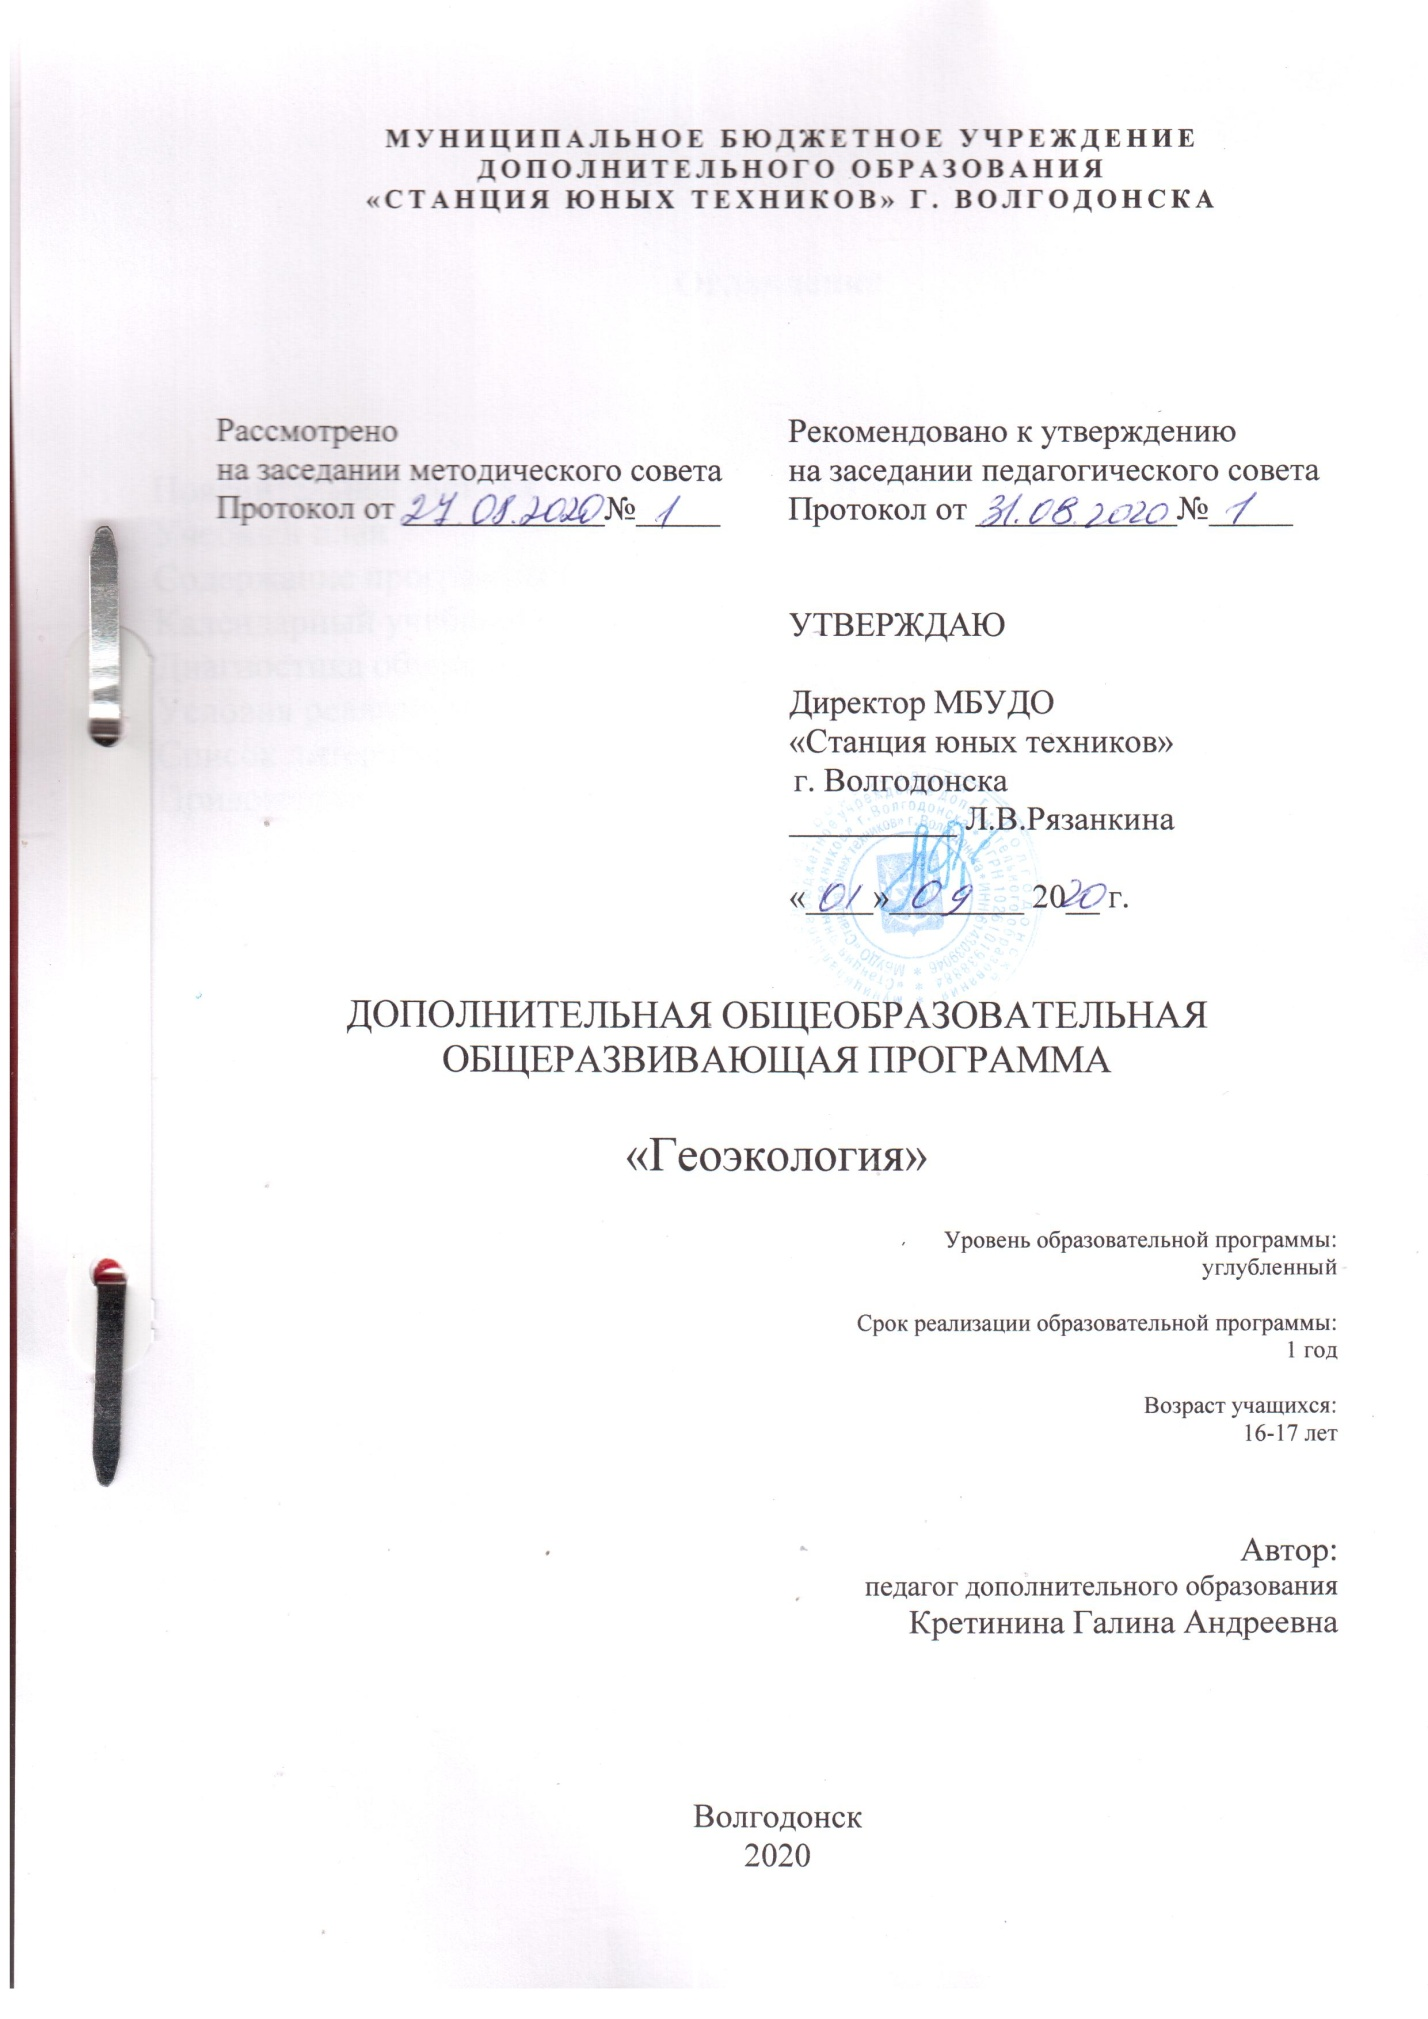 МУНИЦИПАЛЬНОЕ БЮДЖЕТНОЕ УЧРЕЖДЕНИЕ
ДОПОЛНИТЕЛЬНОГО ОБРАЗОВАНИЯ
«СТАНЦИЯ ЮНЫХ ТЕХНИКОВ» Г. ВОЛГОДОНСКА
Рассмотрено
на заседании методического совета
Протокол от 27.08.2020 № 1
Рекомендовано к утверждению
на заседании педагогического совета
Протокол от 31.08.2020 № 1
УТВЕРЖДАЮ
Директор МБУДО
«Станция юных техников»
г. Волгодонска
Л.В.Рязанкина
«01» 09 2020 г.
ДОПОЛНИТЕЛЬНАЯ ОБЩЕОБРАЗОВАТЕЛЬНАЯ
ОБЩЕРАЗВИВАЮЩАЯ ПРОГРАММА
«Геоэкология»
Уровень образовательной программы:
углубленный
Срок реализации образовательной программы:
1 год
Возраст учащихся:
16-17 лет
Автор:
педагог дополнительного образования
Кретинина Галина Андреевна
Волгодонск
2020